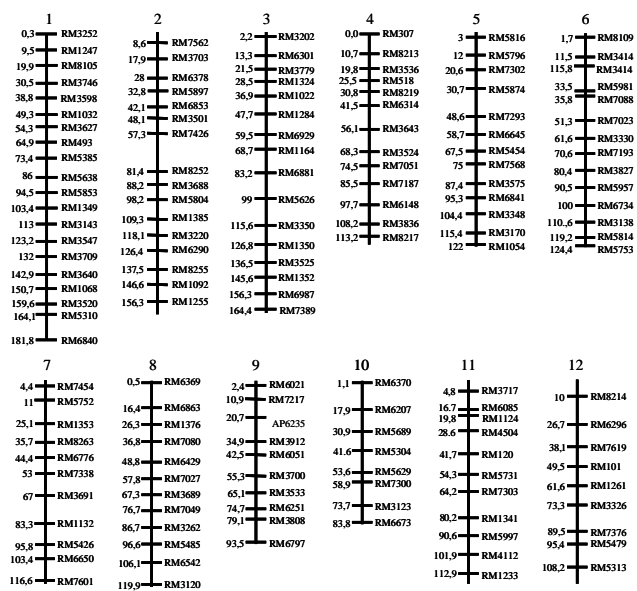 1
0,3 RM3252
9,5 RM1247
19,9 RM8105
30,5 RM3746
38,8 RM3598
49,3 RM1032
54,3 RM3627
64,9 RM493
73,4 RM5385
86 RM5638
94,5 RM5853
103,4 RM1349
113 RM3143
123,2 RM3547
132 RM3709
142,9 RM3640
150,7 RM1068
159,6 RM3520
164,1 RM5310
181,8 RM6840
2
8,6 RM7562
17,9 RM3703
28 RM6378
32,8 RM5897
42,1 RM6853
48,1 RM3501
57,3 RM7426
81,4 RM8252
88,2 RM3688
98,2 RM5804
109,3 RM1385
118,1 RM3220
126,4 RM6290
137,5 RM8255
146,6 RM1092
156,3 RM1255
3
2,2 RM3202
13,3 RM6301
21,5 RM3779
28,5 RM1324
36,9 RM1022
47,7 RM1284
59,5 RM6929
68,7 RM1164
83,2 RM6881
99 RM5626
115,6 RM3350
126,8 RM1350
136,5 RM3525
145,6 RM1352
156,3 RM6987
164,4 RM7389
4
0,0 RM307
10,7 RM8213
19,8 RM3536
25,5 RM518
30,8 RM8219
41,5 RM6314
56,1 RM3643
68,3 RM3524
74,5 RM7051
85,5 RM7187
97,7 RM6148
108,2 RM3836
113,2 RM8217
5
3 RM5816
12 RM5796
20,6 RM7302
30,7 RM5874
48,6 RM7293
58,7 RM6645
67,5 RM5454
75 RM7568
87,4 RM3575
95,3 RM6841
104,4 RM3348
115,4 RM3170
122 RM1054
6
1,7 RM8109
11,5 RM3414
115,8 RM3414
33,5 RM5981
35,8 RM7088
51,3 RM7023
61,6 RM3330
70,6 RM7193
80,4 RM3827
90,5 RM5957
100 RM6734
110,,6 RM3138
119,2 RM5814
124,4 RM5753
7
4,4 RM7454
11 RM5752
25,1 RM1353
35,7 RM8263
44,4 RM6776
53 RM7338
67 RM3691
83,3 RM1132
95,8 RM5426
103,4 RM6650
116,6 RM7601
8
0,5 RM6369
16,4 RM6863
26,3 RM1376
36,8 RM7080
48,8 RM6429
57,8 RM7027
67,3 RM3689
76,7 RM7049
86,7 RM3262
96,6 RM5485
106,1 RM6542
119,9 RM3120
9
2,4 RM6021
10,9 RM7217
20,7 AP6235
34,9 RM3912
42,5 RM6051
55,3 RM3700
65,1 RM3533
74,7 RM6251
79,1 RM3808
93,5 RM6797
10
1,1 RM6370
17,9 RM6207
30,9 RM5689
41.6 RM5304
53,6 RM5629
58,9 RM7300
73,7 RM3123
83,8 RM6673
11
4,8 RM3717
16.7 RM6085
19,8 RM1124
28.6 RM4504
41,7 RM120
54,3 RM5731
64,2 RM7303
80,2 RM1341
90,6 RM5997
101,9 RM4112
112,9 RM1233
12
10 RM8214
26,7 RM6296
38,1 RM7619
49,5 RM101
61,6 RM1261
73,3 RM3326
89,5 RM7376
95,4 RM5479
108,2 RM5313